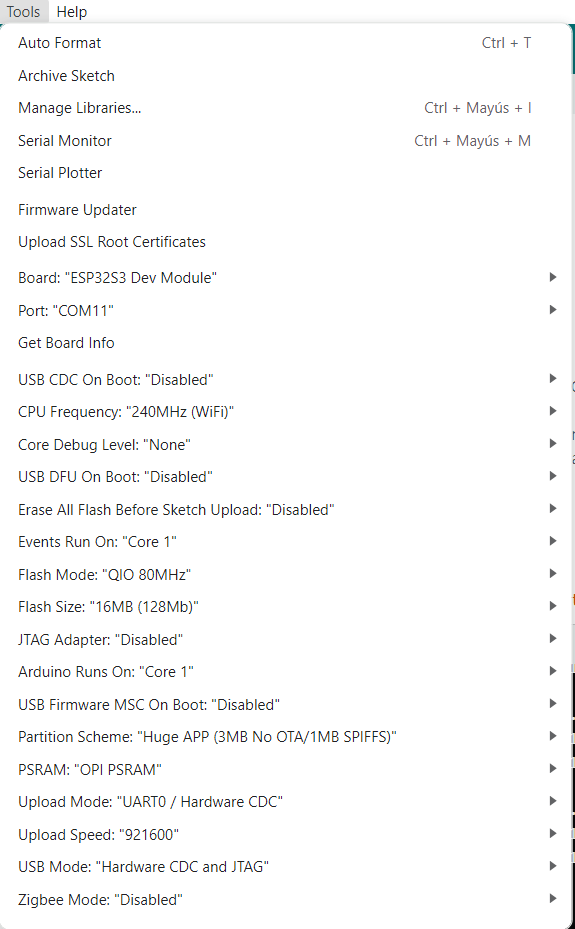 Tools Help
Auto Format Ctrl + T
Archive Sketch
Manage Libraries... Ctrl + Mayús + I
Serial Monitor Ctrl + Mayús + M
Serial Plotter
Firmware Updater
Upload SSL Root Certificates
Board: "ESP32S3 Dev Module"
Port: "COM11"
Get Board Info
USB CDC On Boot: "Disabled"
CPU Frequency: "240MHz (WiFi)"
Core Debug Level: "None"
USB DFU On Boot: "Disabled"
Erase All Flash Before Sketch Upload: "Disabled"
Events Run On: "Core 1"
Flash Mode: "QIO 80MHz"
Flash Size: "16MB (128Mb)"
JTAG Adapter: "Disabled"
Arduino Runs On: "Core 1"
USB Firmware MSC On Boot: "Disabled"
Partition Scheme: "Huge APP (3MB No OTA/1MB SPIFFS)"
PSRAM: "OPI PSRAM"
Upload Mode: "UART0 / Hardware CDC"
Upload Speed: "921600"
USB Mode: "Hardware CDC and JTAG"
Zigbee Mode: "Disabled"